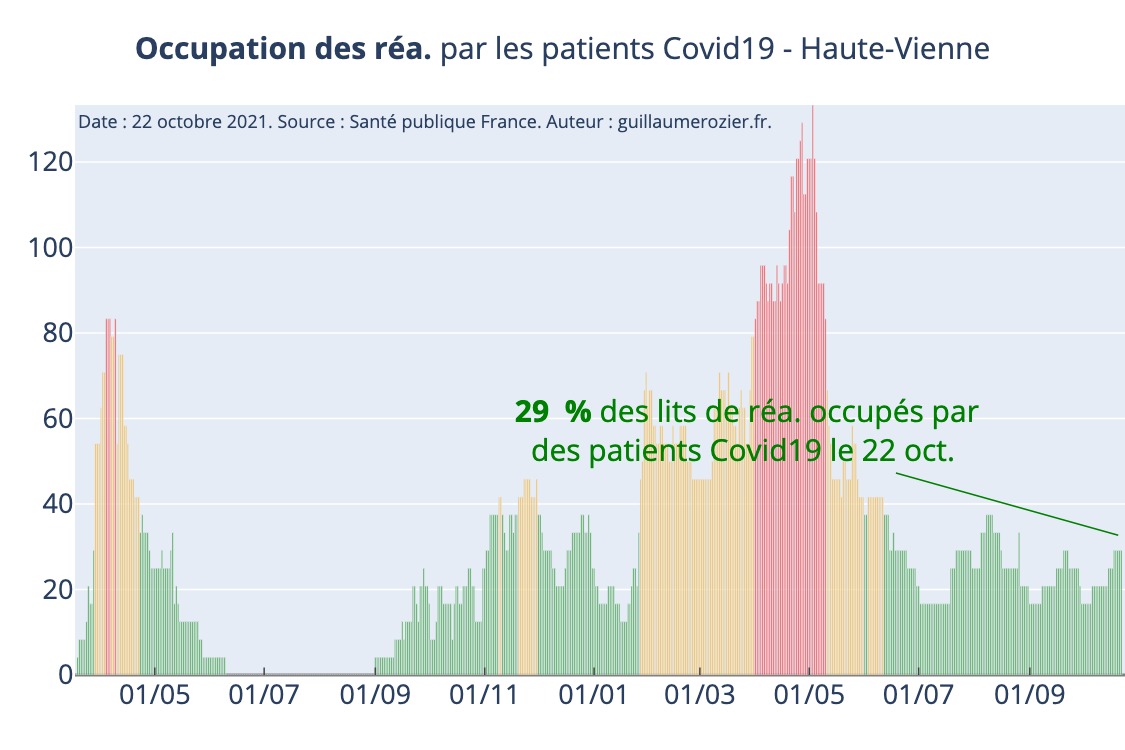 Occupation des réa. par les patients Covid19 - Haute-Vienne
Date : 22 octobre 2021. Source : Santé publique France. Auteur : guillaumerozier.fr.
120
100
80
60
40
20
0
29 % des lits de réa. occupés par
des patients Covid19 le 22 oct.
01/05 01/07 01/09 01/11 01/01 01/03 01/05 01/07 01/09